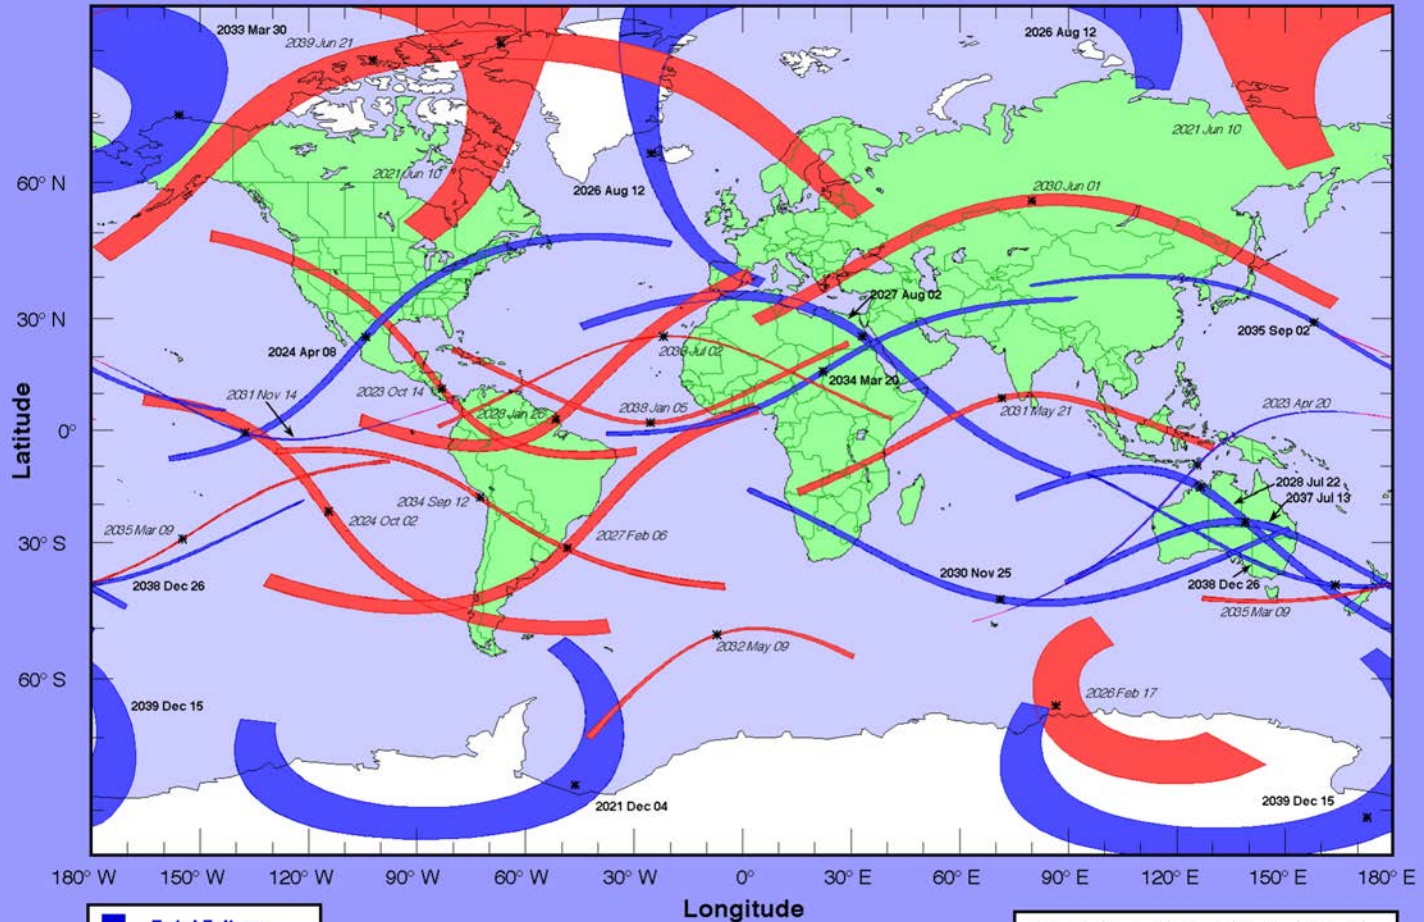 2033 Mar 30
2039 Jun 21
2026 Aug 12
2021 Jun 10
2021 Jun 10
2026 Aug 12
60° N
2030 Jun 01
2027 Aug 02
30° N
2035 Sep 02
2024 Apr 08
2038 Jul 02
2034 Mar 20
2031 Nov 14
2023 Oct 14
2028 Jan 26
2038 Jan 05
2031 May 21
2023 Apr 20
Latitude
0°
2028 Jul 22
2037 Jul 13
2034 Sep 12
2024 Oct 02
2035 Mar 09
2027 Feb 06
30° S
2030 Nov 25
2038 Dec 26
2038 Dec 26
2035 Mar 09
2032 May 09
60° S
2026 Feb 17
2039 Dec 15
2021 Dec 04
2039 Dec 15
180° W 150° W 120° W 90° W 60° W 30° W 0° 30° E 60° E 90° E 120° E 150° E 180° E
Longitude